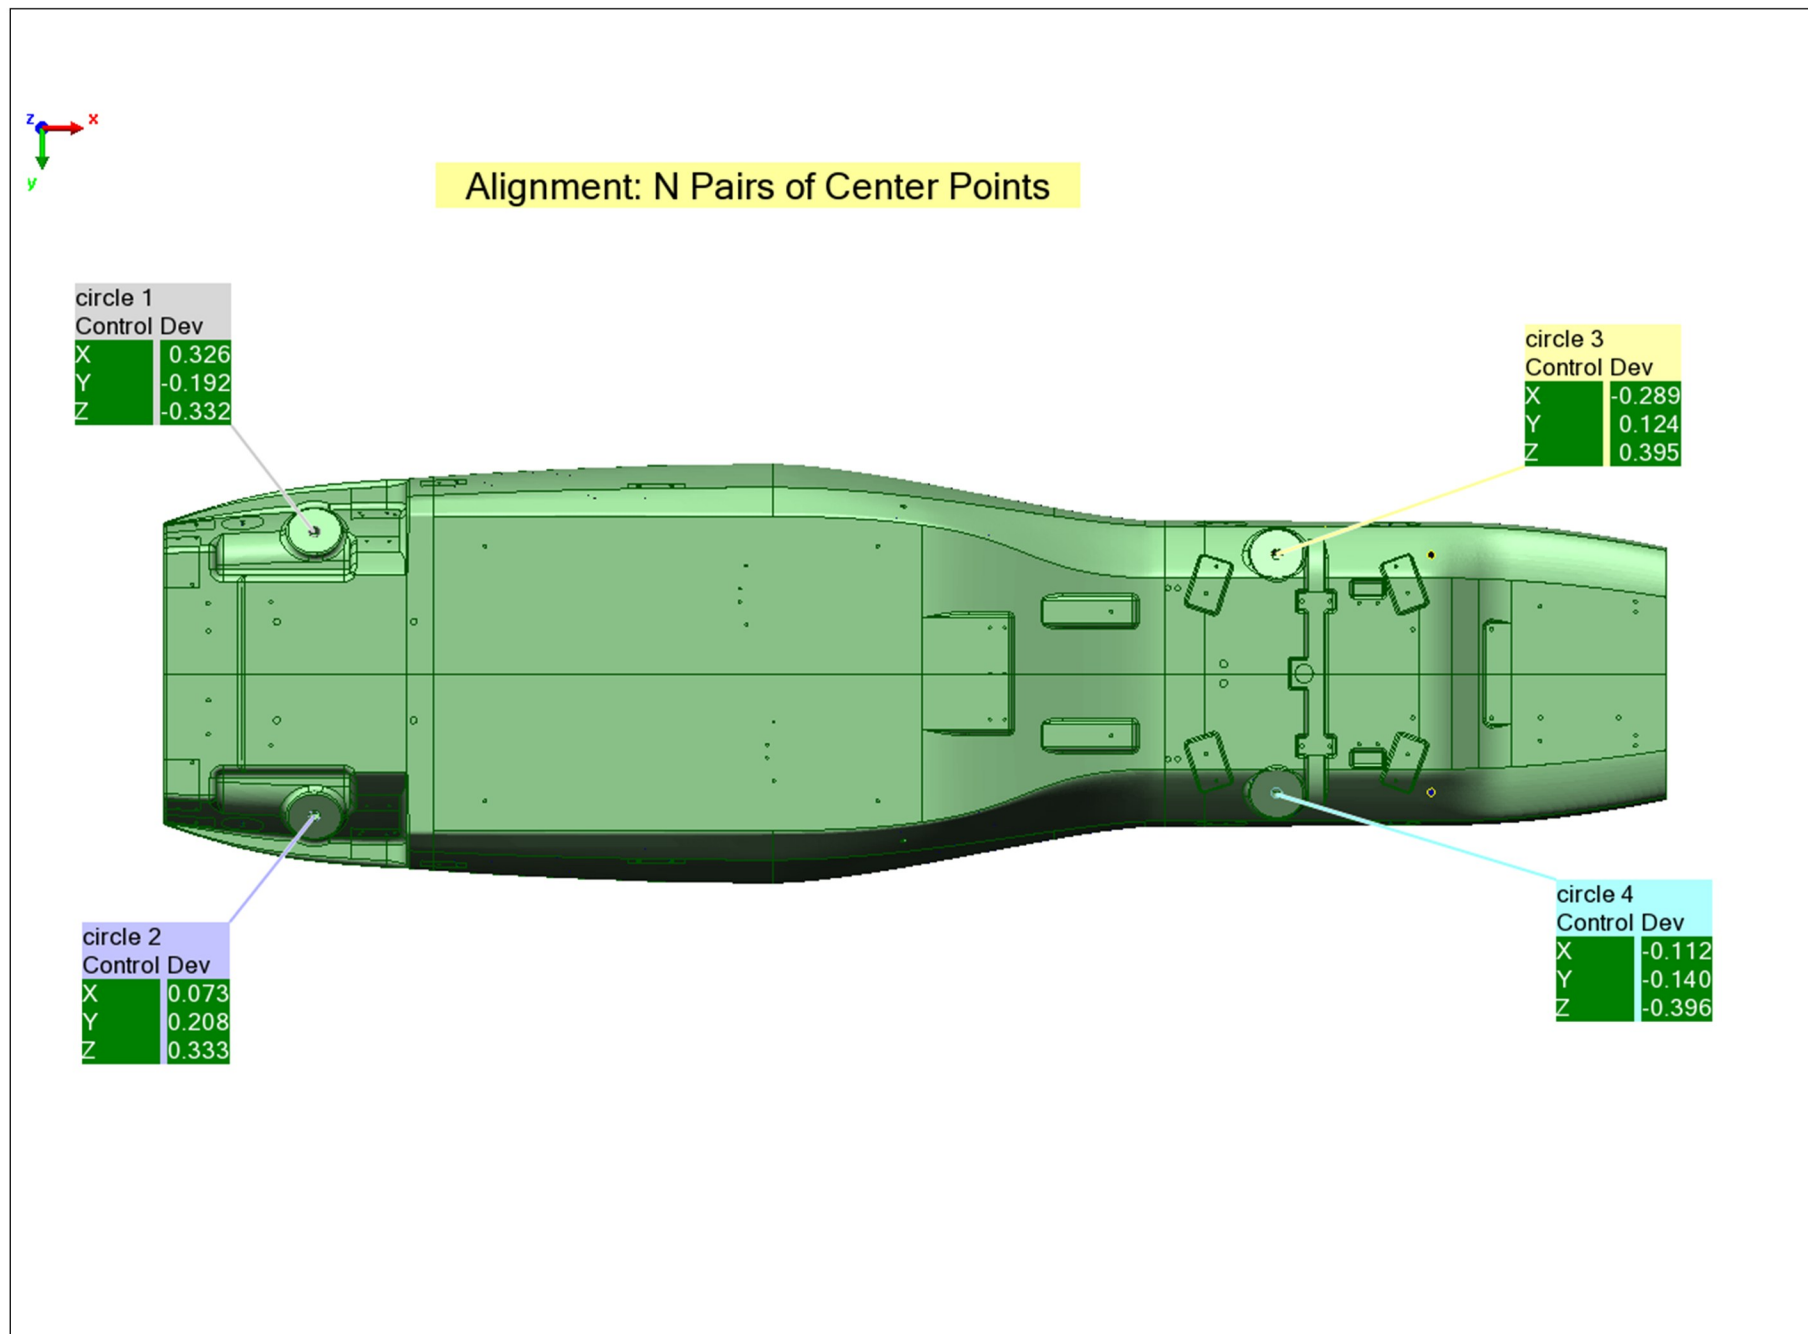 z x
y
Alignment: N Pairs of Center Points
circle 1
Control Dev
X 0.326
Y -0.192
Z -0.332
circle 3
Control Dev
X -0.289
Y 0.124
Z 0.395
circle 2
Control Dev
X 0.073
Y 0.208
Z 0.333
circle 4
Control Dev
X -0.112
Y -0.140
Z -0.396